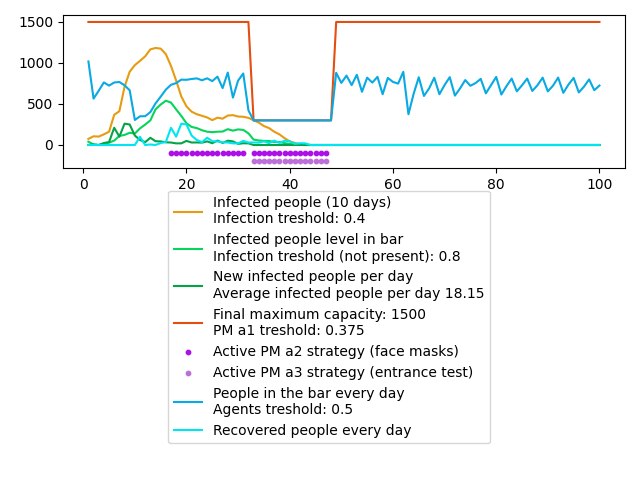 1500
1000
500
0
0 20 40 60 80 100
Infected people (10 days)
Infection treshold: 0.4
Infected people level in bar
Infection treshold (not present): 0.8
New infected people per day
Average infected people per day 18.15
Final maximum capacity: 1500
PM a1 treshold: 0.375
Active PM a2 strategy (face masks)
Active PM a3 strategy (entrance test)
People in the bar every day
Agents treshold: 0.5
Recovered people every day